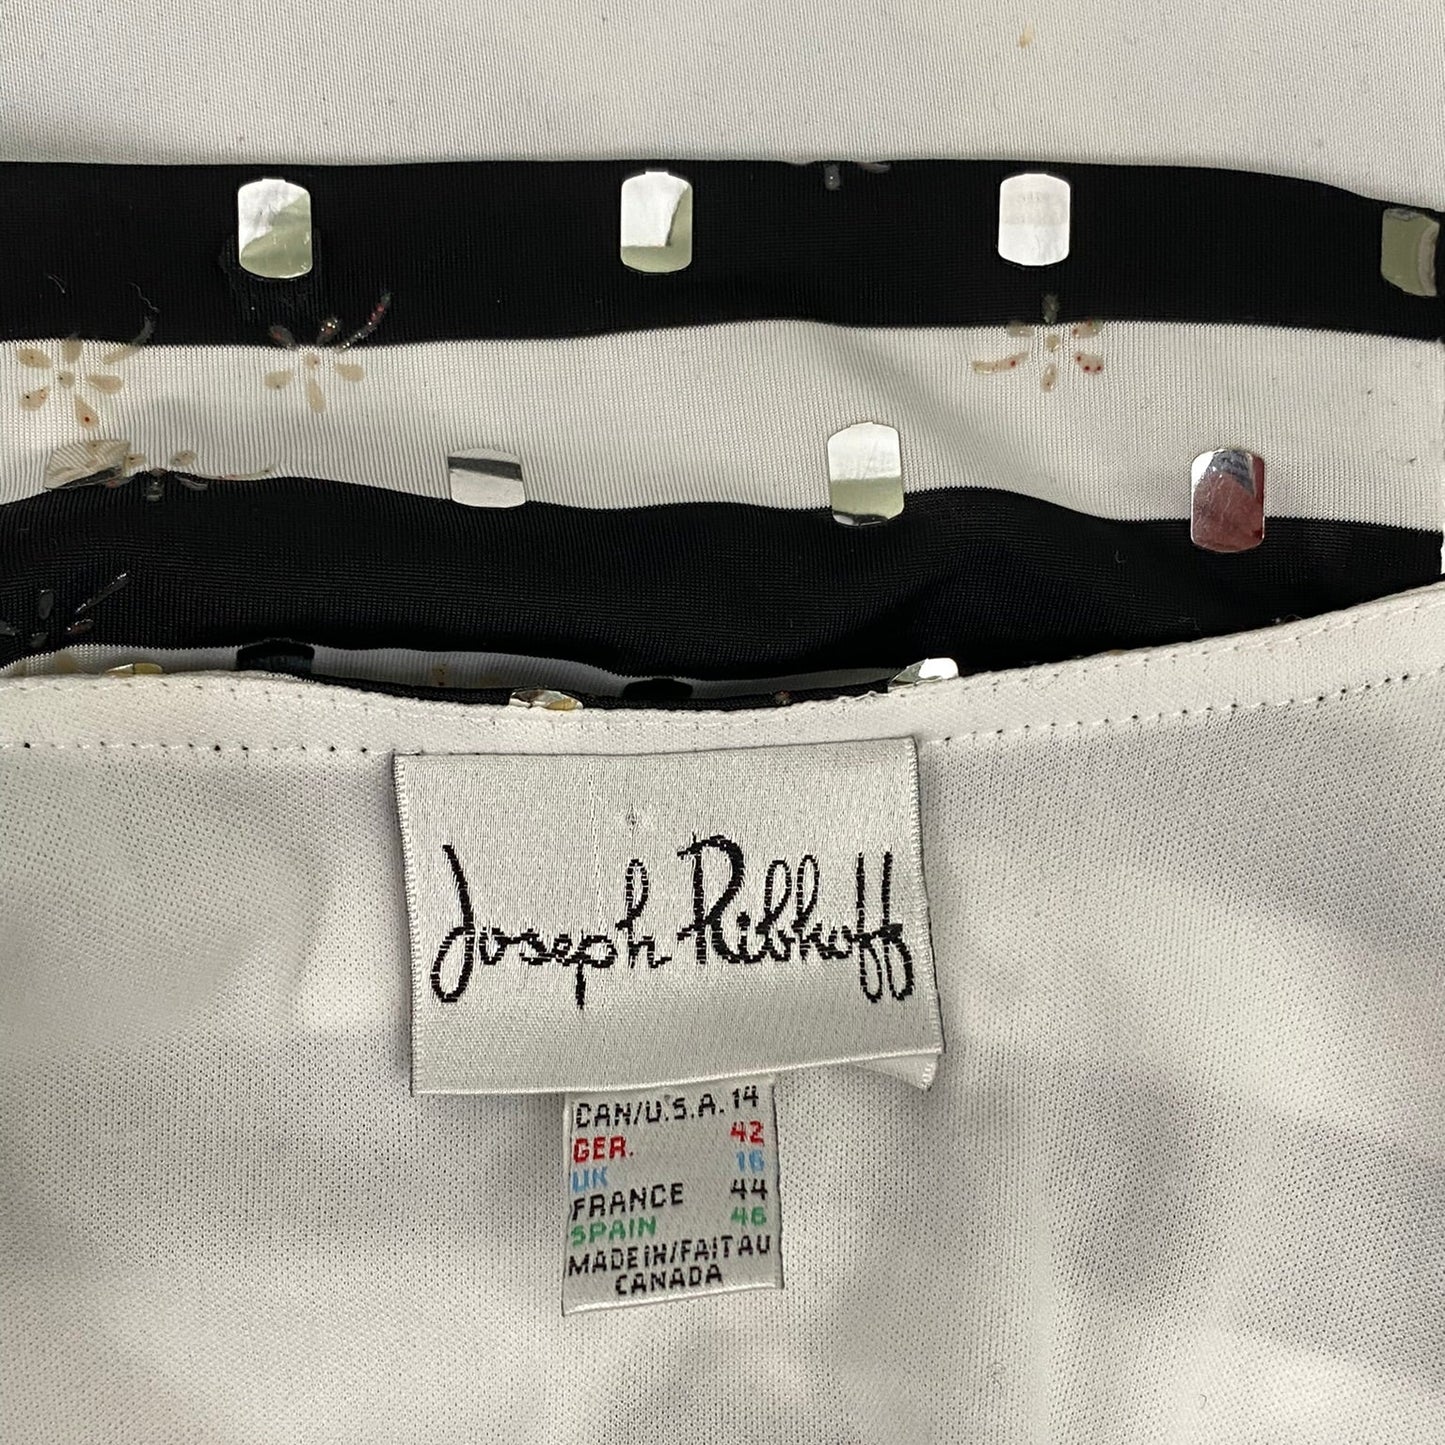 Joseph Ribkoff
CAN/U.S.A. 14
GER. 42
UK 16
FRANCE 44
SPAIN 46
MADE IN/FAIT AU
CANADA